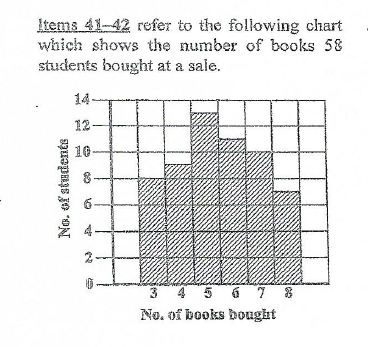 Items 41–42 refer to the following chart
which shows the number of books 58
students bought at a sale.
14
12
10
8
6
4
2
0
No. of students
3 4 5 6 7 8
No. of books bought